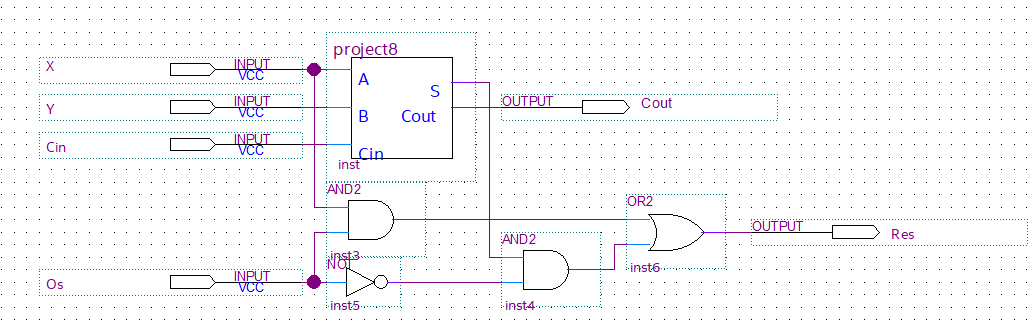 project8
X
INPUT
VCC
A
S
Y
INPUT
VCC
B
Cout
OUTPUT
Cout
Cin
INPUT
VCC
Cin
inst
AND2
inst3
OR2
inst6
OUTPUT
Res
AND2
inst4
Os
INPUT
VCC
NO
inst5